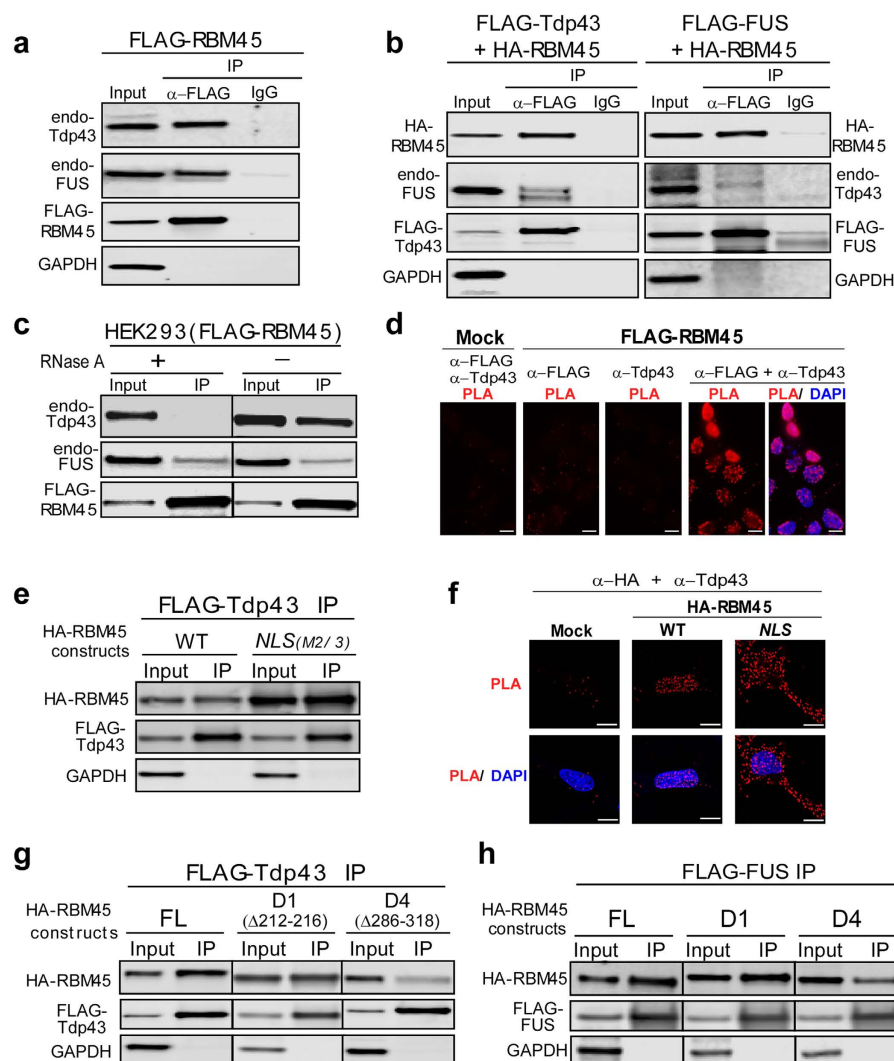 a
FLAG-RBM45
IP
Input α-FLAG IgG
endo-
Tdp43
endo-
FUS
FLAG-
RBM45
GAPDH
b
FLAG-Tdp43
+ HA-RBM45
FLAG-FUS
+ HA-RBM45
IP
IP
Input α-FLAG IgG
Input α-FLAG IgG
HA-
RBM45
endo-
FUS
FLAG-
Tdp43
GAPDH
HA-
RBM45
endo-
Tdp43
FLAG-
FUS
GAPDH
c
HEK293(FLAG-RBM45)
RNase A + −
Input IP Input IP
endo-
Tdp43
endo-
FUS
FLAG-
RBM45
d
Mock FLAG-RBM45
α-FLAG
α-Tdp43
α-FLAG α-Tdp43 α-FLAG + α-Tdp43
PLA PLA PLA PLA PLA/ DAPI
e
FLAG-Tdp43 IP
HA-RBM45
constructs
WT NLS(M2/3)
Input IP Input IP
HA-RBM45
FLAG-
Tdp43
GAPDH
f
α-HA + α-Tdp43
HA-RBM45
Mock WT NLS
PLA
PLA/ DAPI
g
FLAG-Tdp43 IP
HA-RBM45
constructs
FL D1 D4
(Δ212-216) (Δ286-318)
Input IP Input IP Input IP
HA-RBM45
FLAG-
Tdp43
GAPDH
h
FLAG-FUS IP
HA-RBM45
constructs
FL D1 D4
Input IP Input IP Input IP
HA-RBM45
FLAG-
FUS
GAPDH